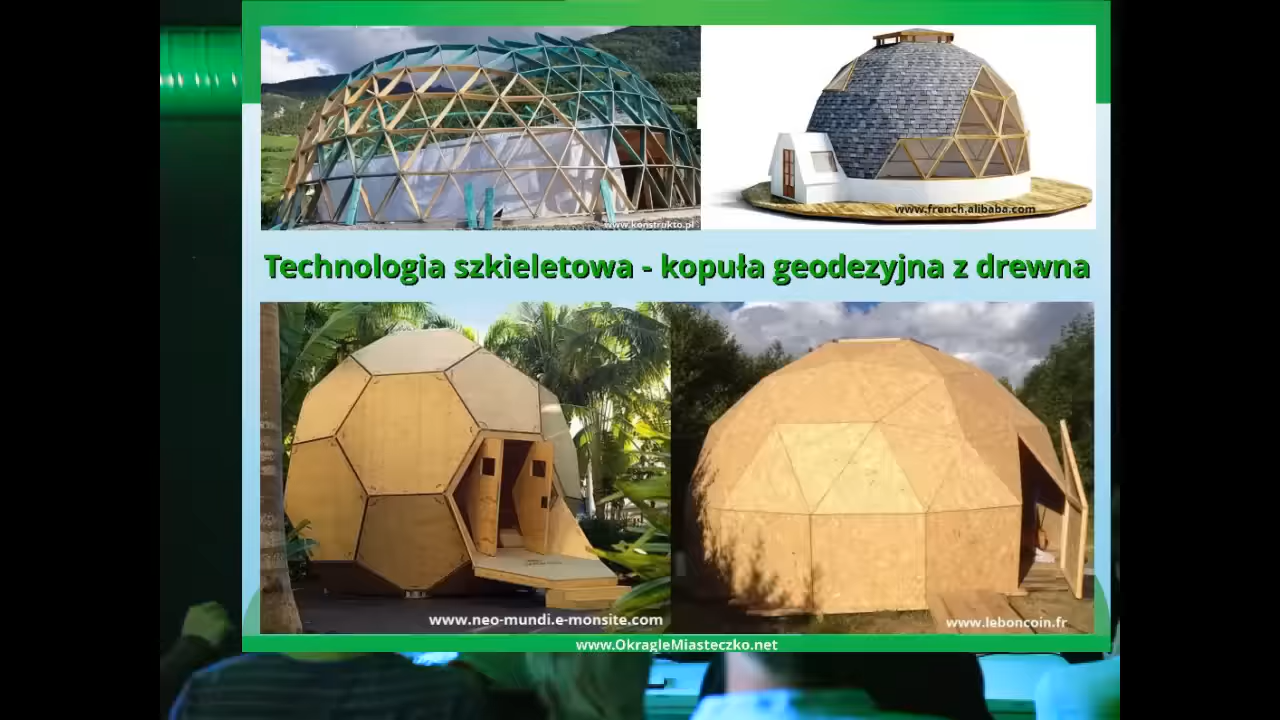 www.konstrukto.pl
www.french.alibaba.com
Technologia szkieletowa - kopuła geodezyjna z drewna
www.neo-mundi.e-monsite.com
www.leboncoin.fr
www.OkragleMiasteczko.net